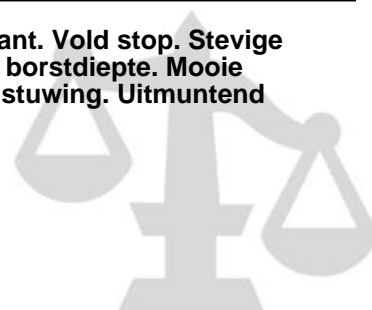 ant. Vold stop. Stevige
borstdiepte. Mooie
stuwing. Uitmuntend